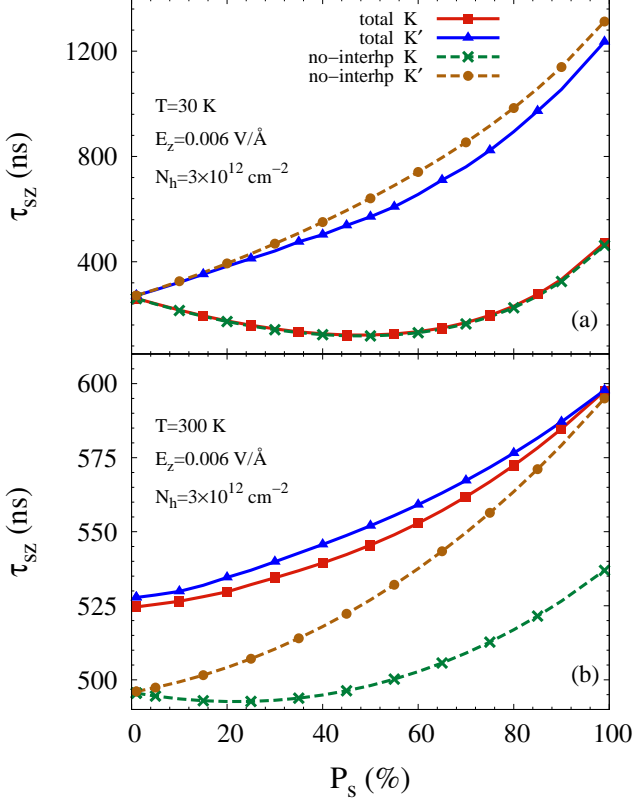 total K
total K′
no-interhp K
no-interhp K′
T=30 K
E_z=0.006 V/Å
N_h=3×10^12 cm^−2
τ_sz (ns)
1200
800
400
(a)
T=300 K
E_z=0.006 V/Å
N_h=3×10^12 cm^−2
τ_sz (ns)
600
575
550
525
500
(b)
0 20 40 60 80 100
P_s (%)